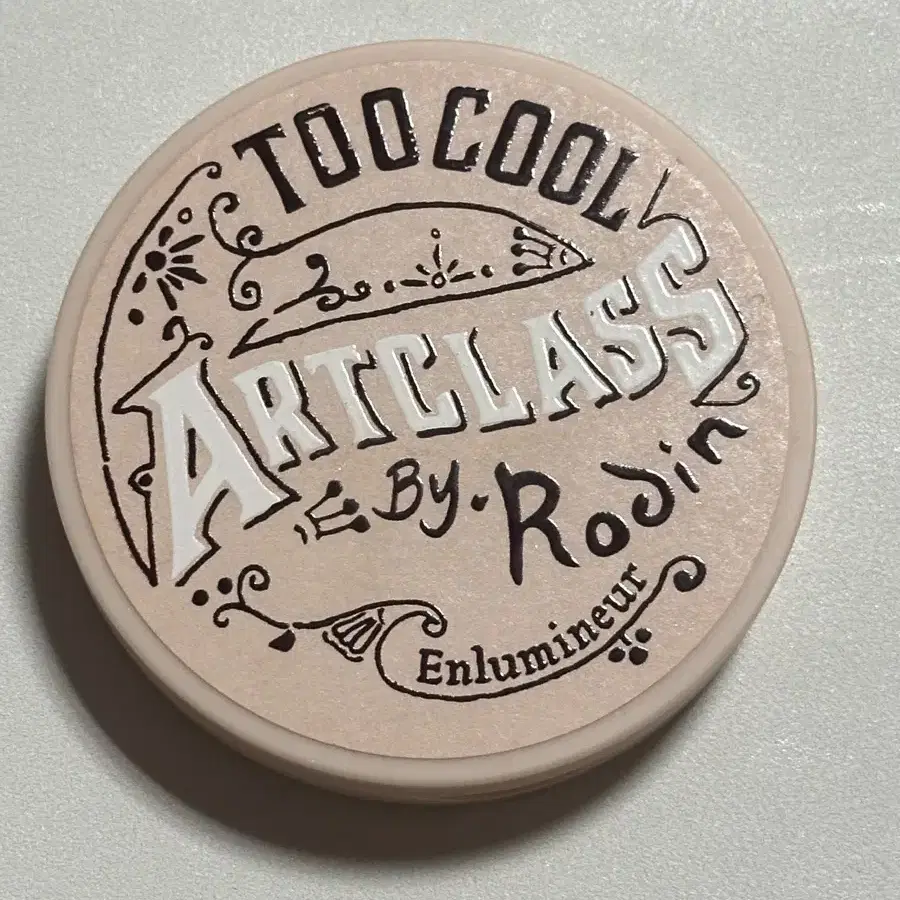 TOO COOL
ARTCLASS
By. Rodin
Enlumineur